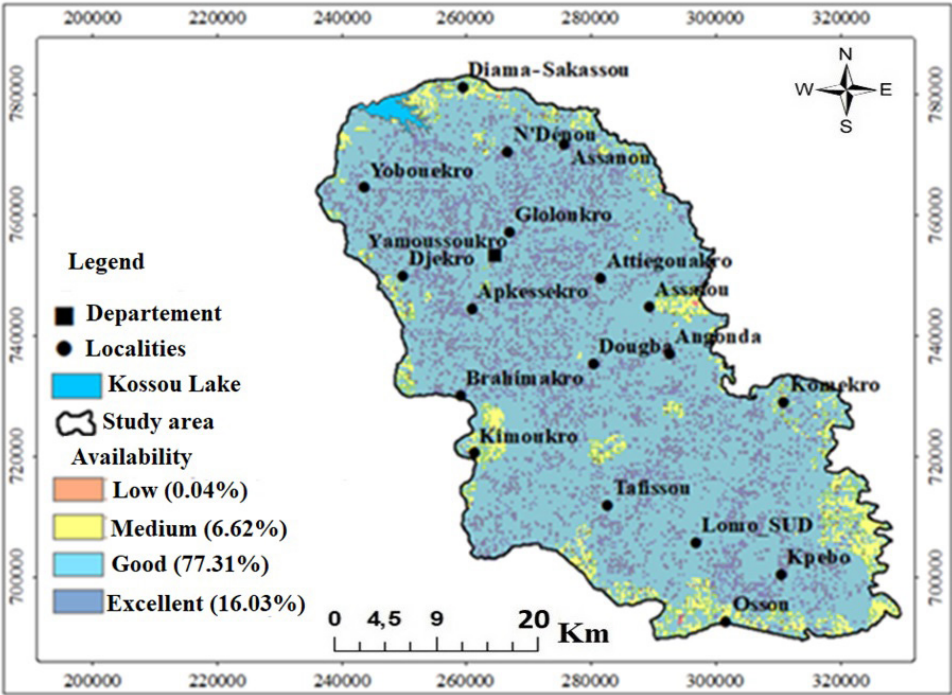 200000 220000 240000 260000 280000 300000 320000
780000
760000
740000
720000
700000
780000
760000
740000
720000
700000
N
W E
S
Diama-Sakassou
N'Dénou
Assanou
Yobouekro
Glolonkro
Yamoussoukro
Djekro
Attiegouakro
Apkessekro
Assalou
Angonda
Dougba
Brahimakro
Komekro
Kimoukro
Tafissou
Lomo_SUD
Kpebo
Osson
Legend
Departement
Localities
Kossou Lake
Study area
Availability
Low (0.04%)
Medium (6.62%)
Good (77.31%)
Excellent (16.03%)
0 4,5 9 20
Km
200000 220000 240000 260000 280000 300000 320000